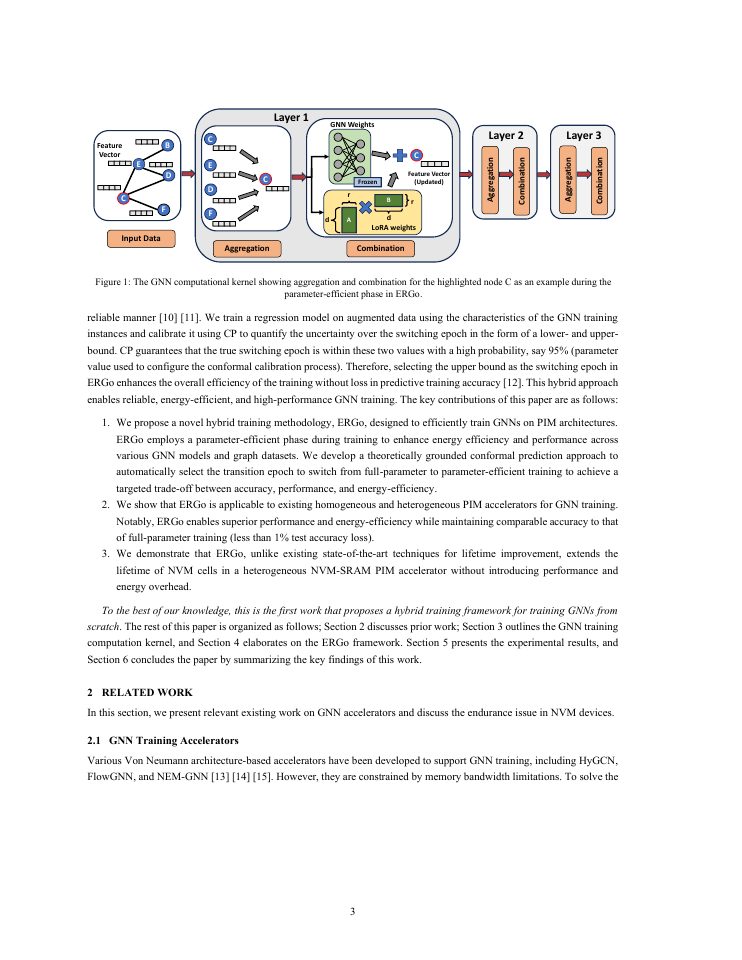 Layer 1
GNN Weights
Layer 2
Layer 3
Feature
Vector
B
E
D
C
F
Input Data
C
E
D
F
C
Aggregation
Frozen
C
Feature Vector
(Updated)
r
d
A
B
r
d
LoRA weights
Combination
Aggregation
Combination
Aggregation
Combination
Figure 1: The GNN computational kernel showing aggregation and combination for the highlighted node C as an example during the
parameter-efficient phase in ERGo.
reliable manner [10] [11]. We train a regression model on augmented data using the characteristics of the GNN training
instances and calibrate it using CP to quantify the uncertainty over the switching epoch in the form of a lower- and upper-
bound. CP guarantees that the true switching epoch is within these two values with a high probability, say 95% (parameter
value used to configure the conformal calibration process). Therefore, selecting the upper bound as the switching epoch in
ERGo enhances the overall efficiency of the training without loss in predictive training accuracy [12]. This hybrid approach
enables reliable, energy-efficient, and high-performance GNN training. The key contributions of this paper are as follows:
1. We propose a novel hybrid training methodology, ERGo, designed to efficiently train GNNs on PIM architectures.
ERGo employs a parameter-efficient phase during training to enhance energy efficiency and performance across
various GNN models and graph datasets. We develop a theoretically grounded conformal prediction approach to
automatically select the transition epoch to switch from full-parameter to parameter-efficient training to achieve a
targeted trade-off between accuracy, performance, and energy-efficiency.
2. We show that ERGo is applicable to existing homogeneous and heterogeneous PIM accelerators for GNN training.
Notably, ERGo enables superior performance and energy-efficiency while maintaining comparable accuracy to that
of full-parameter training (less than 1% test accuracy loss).
3. We demonstrate that ERGo, unlike existing state-of-the-art techniques for lifetime improvement, extends the
lifetime of NVM cells in a heterogeneous NVM-SRAM PIM accelerator without introducing performance and
energy overhead.
To the best of our knowledge, this is the first work that proposes a hybrid training framework for training GNNs from
scratch. The rest of this paper is organized as follows; Section 2 discusses prior work; Section 3 outlines the GNN training
computation kernel, and Section 4 elaborates on the ERGo framework. Section 5 presents the experimental results, and
Section 6 concludes the paper by summarizing the key findings of this work.
2 RELATED WORK
In this section, we present relevant existing work on GNN accelerators and discuss the endurance issue in NVM devices.
2.1 GNN Training Accelerators
Various Von Neumann architecture-based accelerators have been developed to support GNN training, including HyGCN,
FlowGNN, and NEM-GNN [13] [14] [15]. However, they are constrained by memory bandwidth limitations. To solve the
3